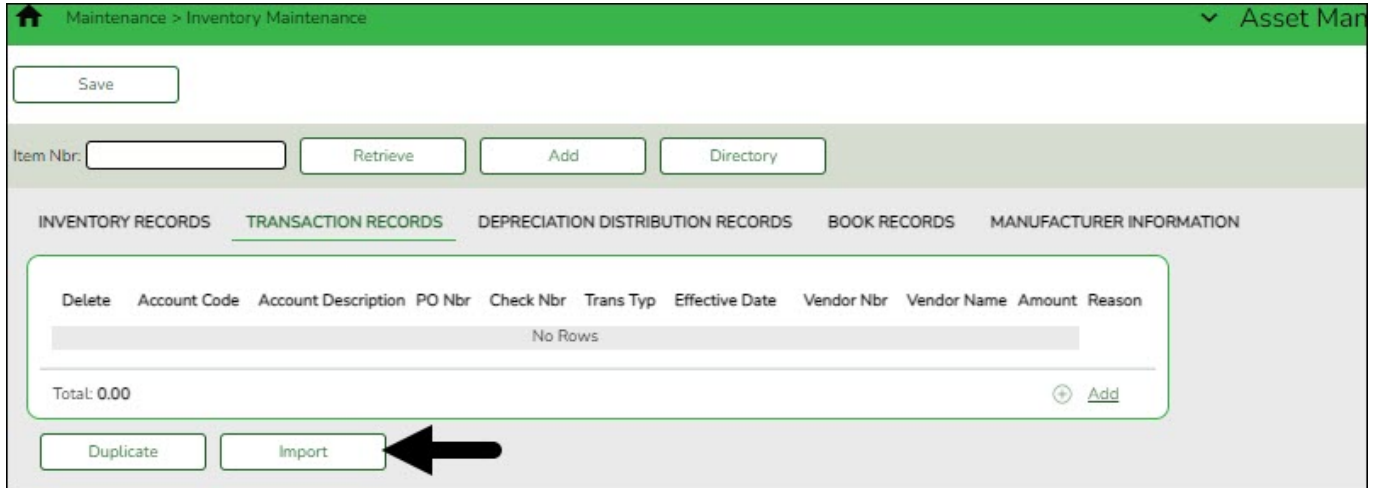 Maintenance > Inventory Maintenance
Asset Man
Save
Item Nbr:
Retrieve
Add
Directory
INVENTORY RECORDS
TRANSACTION RECORDS
DEPRECIATION DISTRIBUTION RECORDS
BOOK RECORDS
MANUFACTURER INFORMATION
Delete Account Code Account Description PO Nbr Check Nbr Trans Typ Effective Date Vendor Nbr Vendor Name Amount Reason
No Rows
Total: 0.00
Add
Duplicate
Import